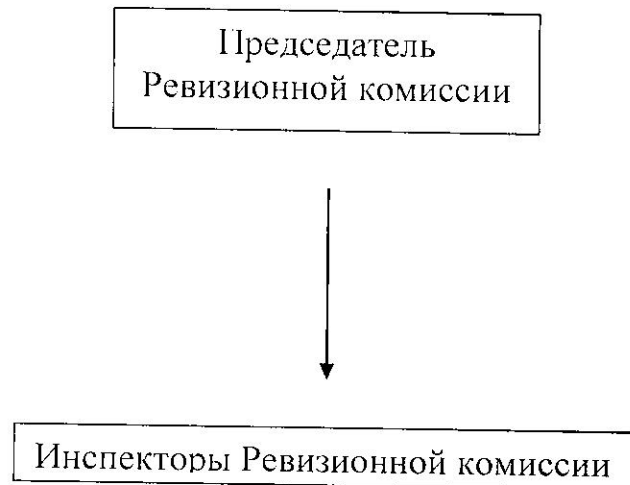 Председатель
Ревизионной комиссии
Инспекторы Ревизионной комиссии